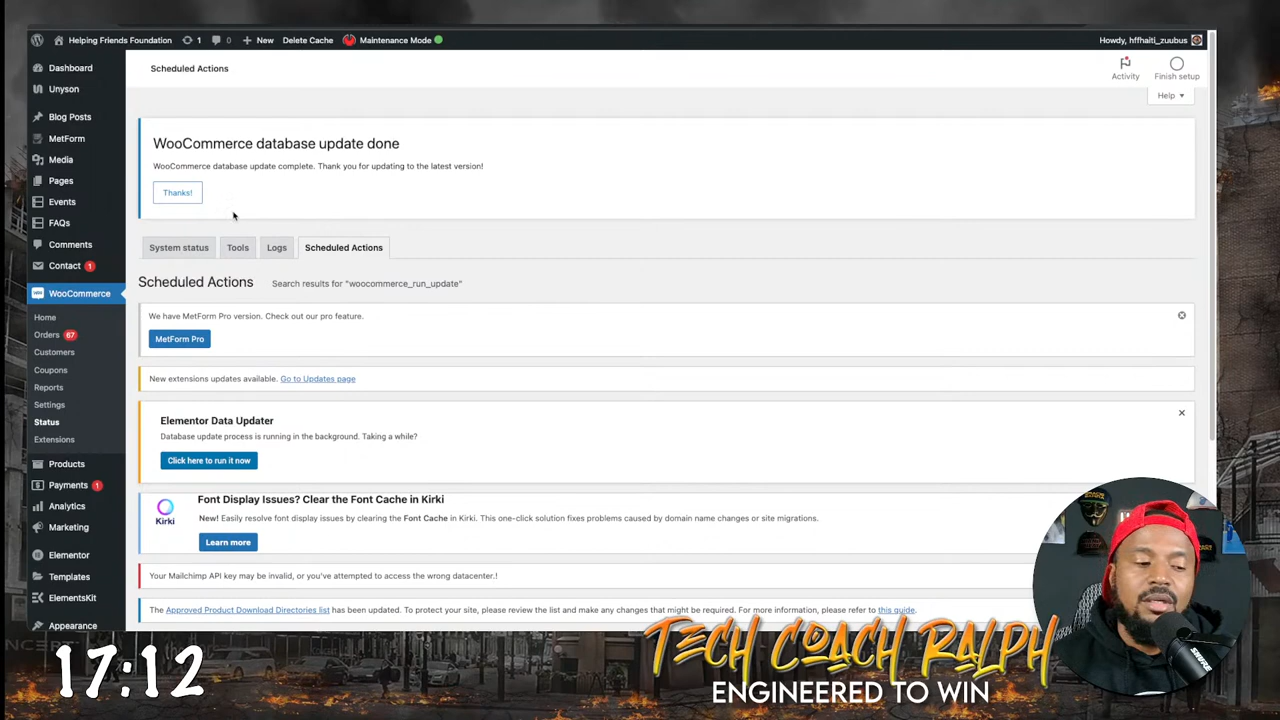 Helping Friends Foundation 1 0 New Delete Cache Maintenance Mode Howdy, hffhaiti_zuubus
Dashboard
Unyson
Blog Posts
MetForm
Media
Pages
Events
FAQs
Comments
Contact 1
WooCommerce
Home
Orders 67
Customers
Coupons
Reports
Settings
Status
Extensions
Products
Payments 1
Analytics
Marketing
Elementor
Templates
ElementsKit
Appearance
Scheduled Actions
Activity
Finish setup
Help
WooCommerce database update done
WooCommerce database update complete. Thank you for updating to the latest version!
Thanks!
System status Tools Logs Scheduled Actions
Scheduled Actions Search results for "woocommerce_run_update"
We have MetForm Pro version. Check out our pro feature.
MetForm Pro
New extensions updates available. Go to Updates page
Elementor Data Updater
Database update process is running in the background. Taking a while?
Click here to run it now
Kirki
Font Display Issues? Clear the Font Cache in Kirki
New! Easily resolve font display issues by clearing the Font Cache in Kirki. This one-click solution fixes problems caused by domain name changes or site migrations.
Learn more
Your Mailchimp API key may be invalid, or you've attempted to access the wrong datacenter.!
The Approved Product Download Directories list has been updated. To protect your site, please review the list and make any changes that might be required. For more information, please refer to this guide.
17:12
TECH COACH RALPH
ENGINEERED TO WIN
SHURE